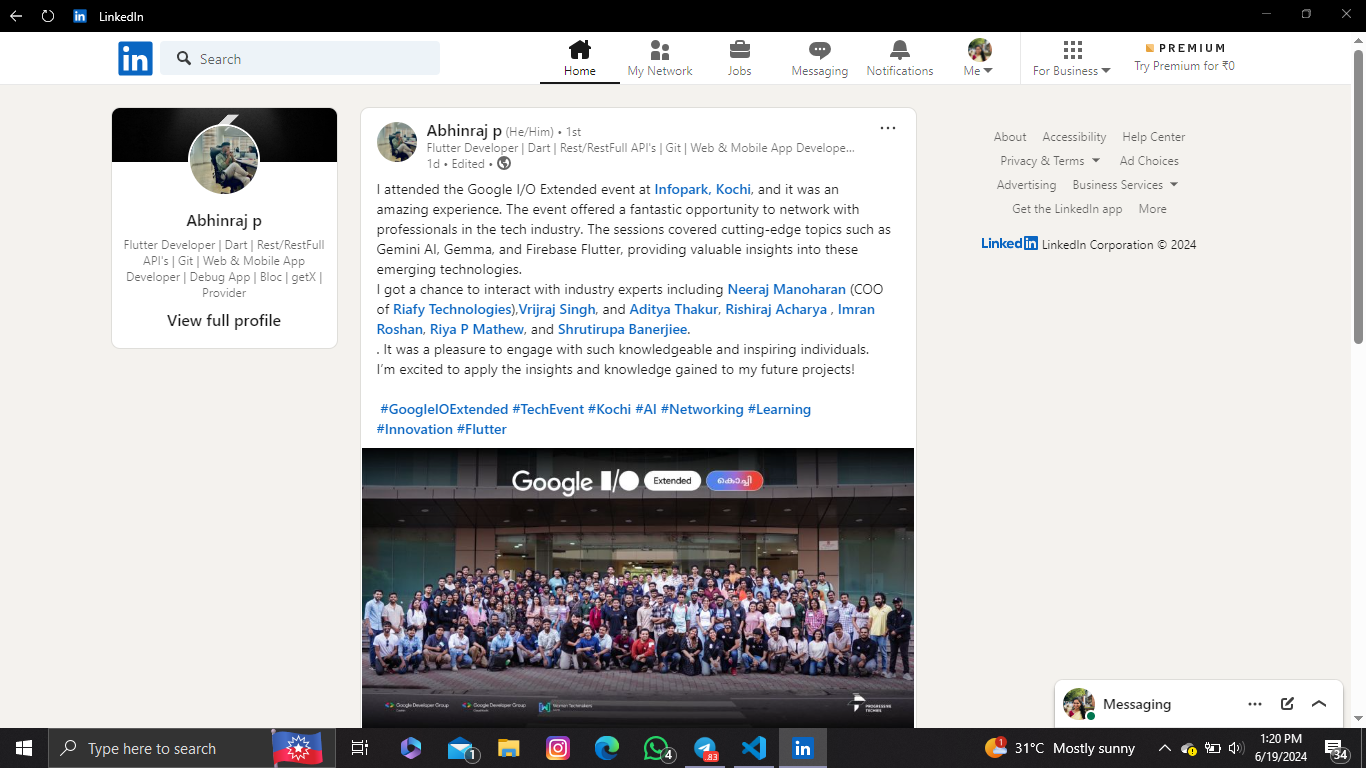 LinkedIn
in
Search
Home
My Network
Jobs
Messaging
Notifications
Me
For Business
PREMIUM
Try Premium for ₹0
Abhinraj p
Flutter Developer | Dart | Rest/RestFull
API's | Git | Web & Mobile App
Developer | Debug App | Bloc | getX |
Provider
View full profile
Abhinraj p (He/Him) • 1st
Flutter Developer | Dart | Rest/RestFull API's | Git | Web & Mobile App Develope...
1d • Edited •
I attended the Google I/O Extended event at Infopark, Kochi, and it was an
amazing experience. The event offered a fantastic opportunity to network with
professionals in the tech industry. The sessions covered cutting-edge topics such as
Gemini AI, Gemma, and Firebase Flutter, providing valuable insights into these
emerging technologies.
I got a chance to interact with industry experts including Neeraj Manoharan (COO
of Riafy Technologies),Vrijraj Singh, and Aditya Thakur, Rishiraj Acharya , Imran
Roshan, Riya P Mathew, and Shrutirupa Banerjiee.
. It was a pleasure to engage with such knowledgeable and inspiring individuals.
I'm excited to apply the insights and knowledge gained to my future projects!
#GoogleIOExtended #TechEvent #Kochi #AI #Networking #Learning
#Innovation #Flutter
Google I/O Extended കൊച്ചി
Google Developer Group
Google Developer Group
Women Techmakers
PROGRESSIVE
TECHIES
About Accessibility Help Center
Privacy & Terms Ad Choices
Advertising Business Services
Get the LinkedIn app More
LinkedIn LinkedIn Corporation © 2024
Messaging
Type here to search
1
4
83
in
1
31°C Mostly sunny
1:20 PM
6/19/2024
34